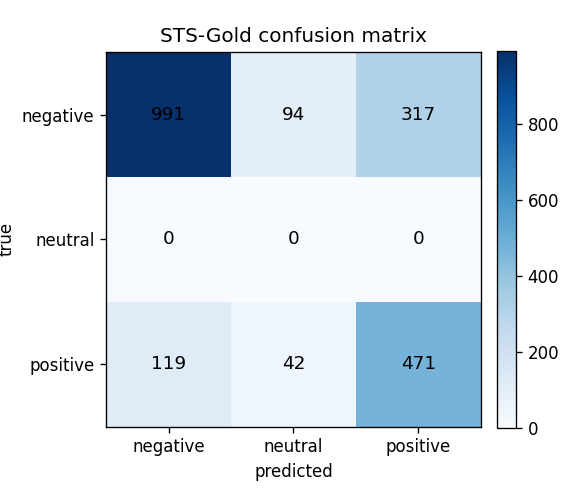 STS-Gold confusion matrix
negative 991 94 317
neutral 0 0 0
positive 119 42 471
negative neutral positive
predicted
true
800
600
400
200
0